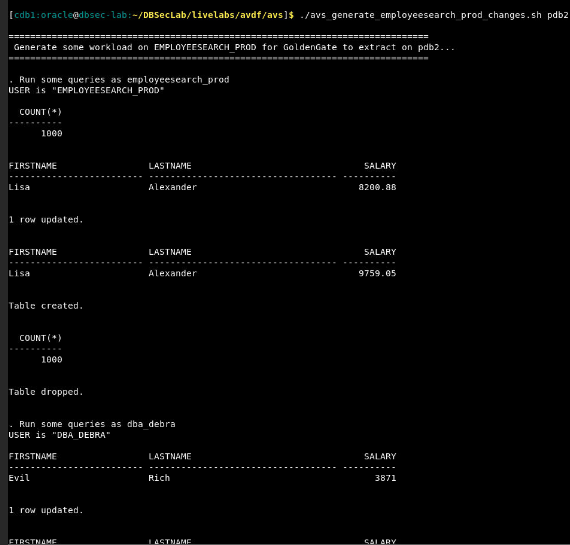 [cdb1:oracle@dbsec-lab:~/DBSecLab/livelabs/avdf/avs]$ ./avs_generate_employeesearch_prod_changes.sh pdb2
==============================================================================
Generate some workload on EMPLOYEESEARCH_PROD for GoldenGate to extract on pdb2...
==============================================================================
. Run some queries as employeesearch_prod
USER is "EMPLOYEESEARCH_PROD"
COUNT(*)
----------
1000
FIRSTNAME LASTNAME SALARY
------------------------- ----------------------------------- ----------
Lisa Alexander 8200.88
1 row updated.
FIRSTNAME LASTNAME SALARY
------------------------- ----------------------------------- ----------
Lisa Alexander 9759.05
Table created.
COUNT(*)
----------
1000
Table dropped.
. Run some queries as dba_debra
USER is "DBA_DEBRA"
FIRSTNAME LASTNAME SALARY
------------------------- ----------------------------------- ----------
Evil Rich 3871
1 row updated.
FIRSTNAME LASTNAME SALARY